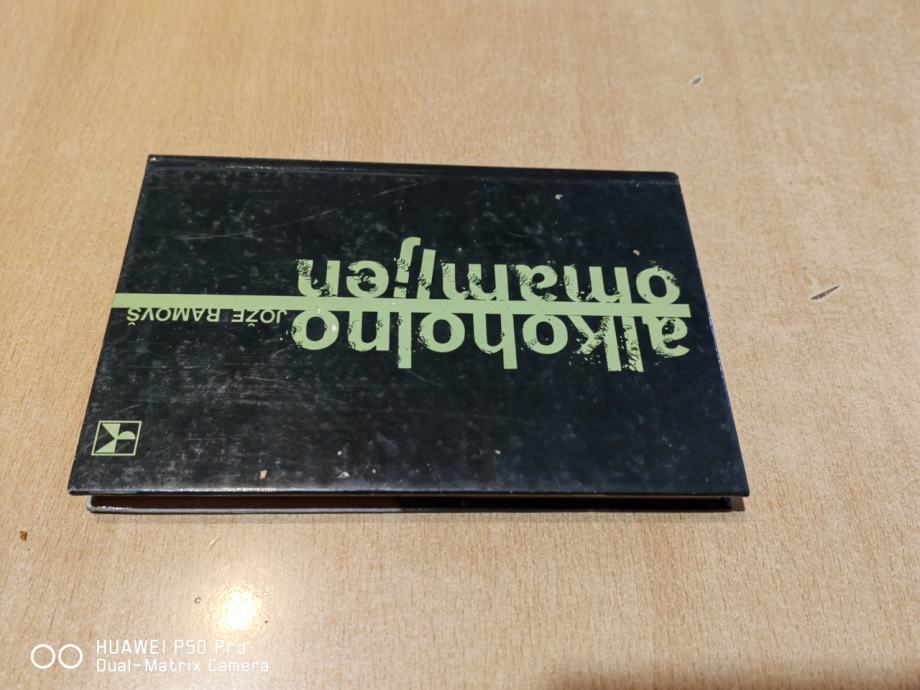 alkoholno
omamljen
JOŽE RAMOVŠ
HUAWEI P50 Pro
Dual-Matrix Camera